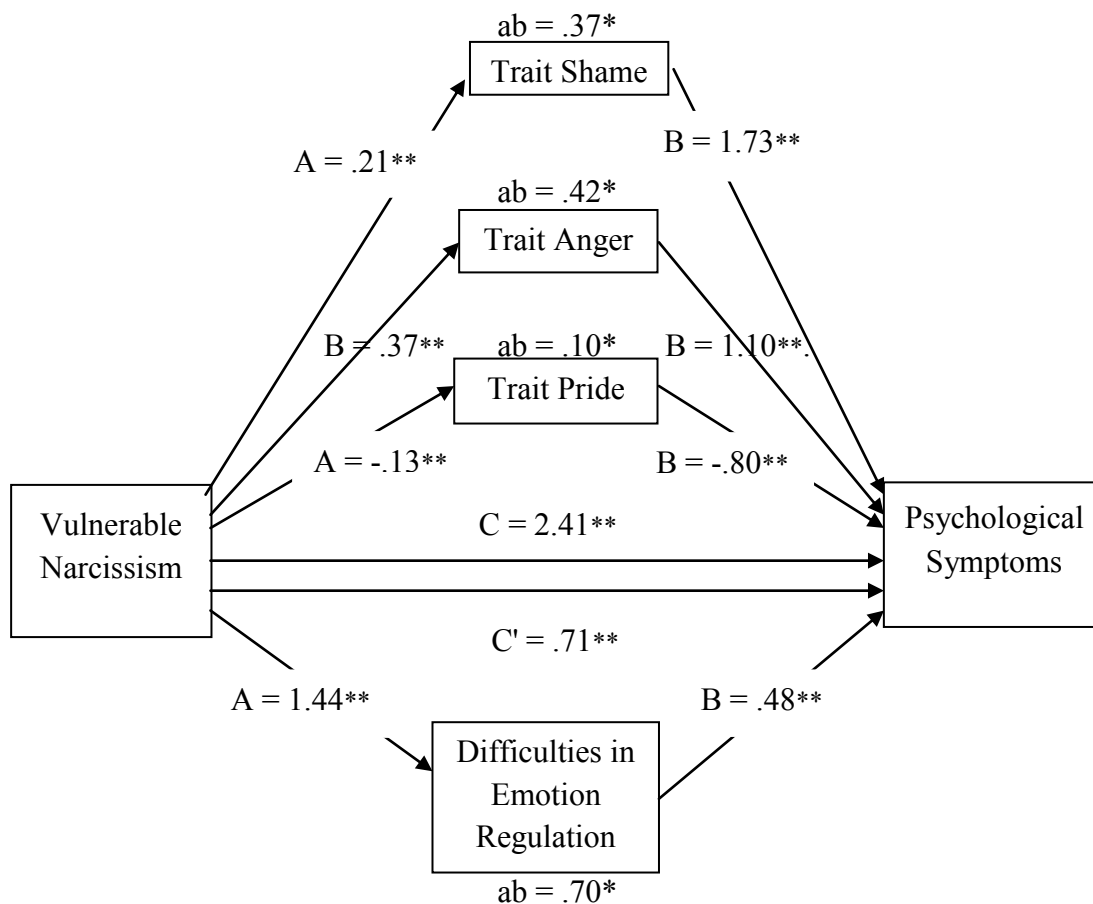 ab = .37*
Trait Shame
B = 1.73**
A = .21**
ab = .42*
Trait Anger
B = .37**
ab = .10*
B = 1.10**.
Trait Pride
A = -.13**
B = -.80**
Vulnerable
Narcissism
C = 2.41**
Psychological
Symptoms
C' = .71**
A = 1.44**
B = .48**
Difficulties in
Emotion
Regulation
ab = .70*